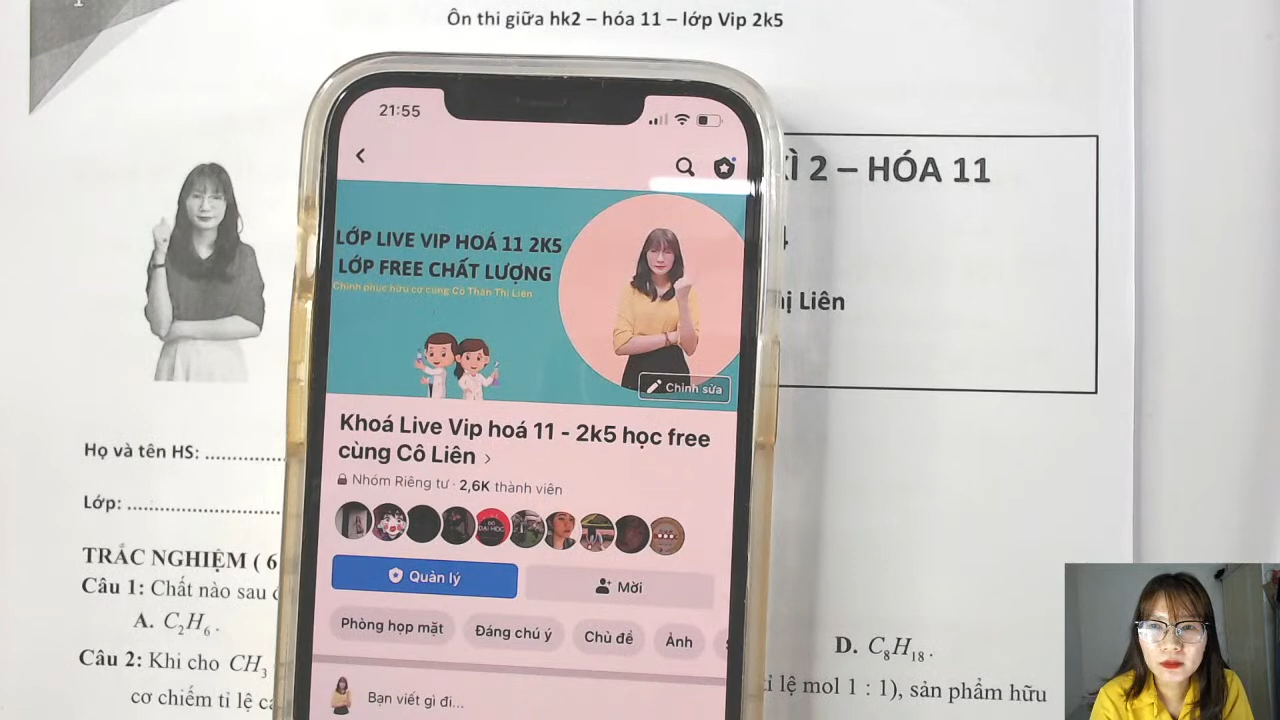 Ôn thi giữa hk2 – hóa 11 – lớp Vip 2k5
21:55
Ì 2 – HÓA 11
LỚP LIVE VIP HOÁ 11 2K5
LỚP FREE CHẤT LƯỢNG
Chinh phục hữu cơ cùng Cô Thân Thị Liên
Chỉnh sửa
ị Liên
Khoá Live Vip hoá 11 - 2k5 học free
cùng Cô Liên >
Nhóm Riêng tư · 2,6K thành viên
ĐẠI HỌC
Quản lý
Mời
Phòng họp mặt
Đáng chú ý
Chủ đề
Ảnh
Bạn viết gì đi...
Họ và tên HS: ..............
Lớp: ..........................
TRẮC NGHIỆM ( 6
Câu 1: Chất nào sau
A. C₂H₆.
D. C₈H₁₈.
Câu 2: Khi cho CH₃
ỉ lệ mol 1 : 1), sản phẩm hữu
cơ chiếm tỉ lệ